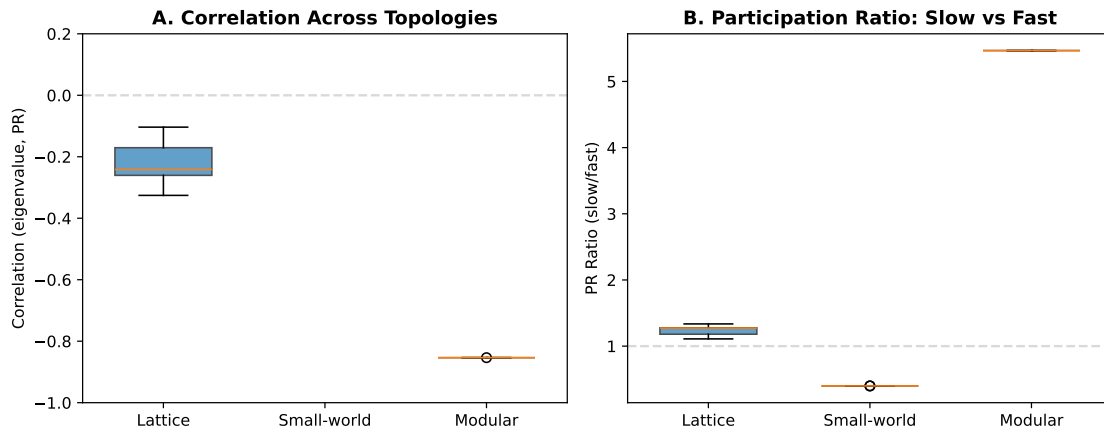 A. Correlation Across Topologies
Correlation (eigenvalue, PR)
0.2
0.0
−0.2
−0.4
−0.6
−0.8
−1.0
Lattice
Small-world
Modular
B. Participation Ratio: Slow vs Fast
PR Ratio (slow/fast)
5
4
3
2
1
Lattice
Small-world
Modular